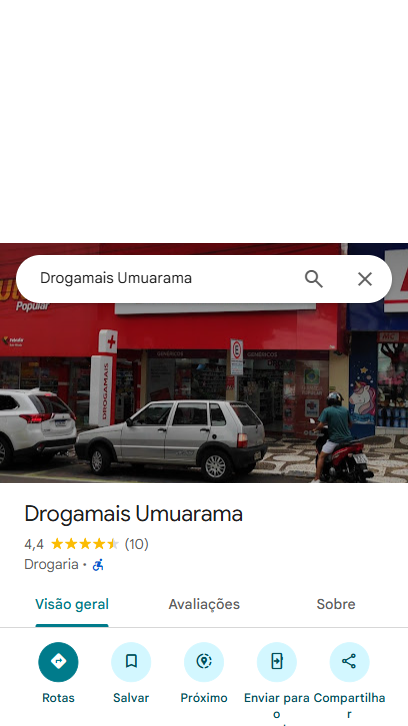 Drogamais Umuarama
Popular
DROGAMAIS
GENÉRICOS
Drogamais Umuarama
4,4 (10)
Drogaria ·
Visão geral Avaliações Sobre
Rotas Salvar Próximo Enviar para o Compartilhar